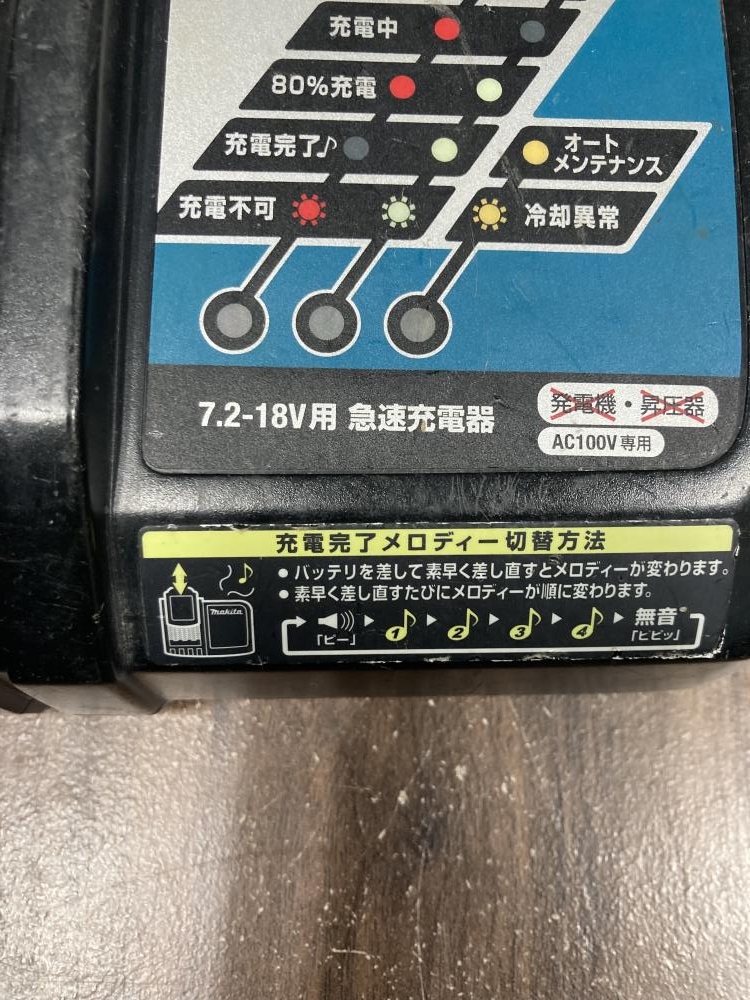 充電中
80%充電
充電完了♪
オート
メンテナンス
充電不可
冷却異常
7.2-18V用 急速充電器
発電機・昇圧器
AC100V専用
充電完了メロディー切替方法
● バッテリを差して素早く差し直すとメロディーが変わります。
● 素早く差し直すたびにメロディーが順に変わります。
makita
1 2 3 4 無音
「ピー」 「ピピッ」